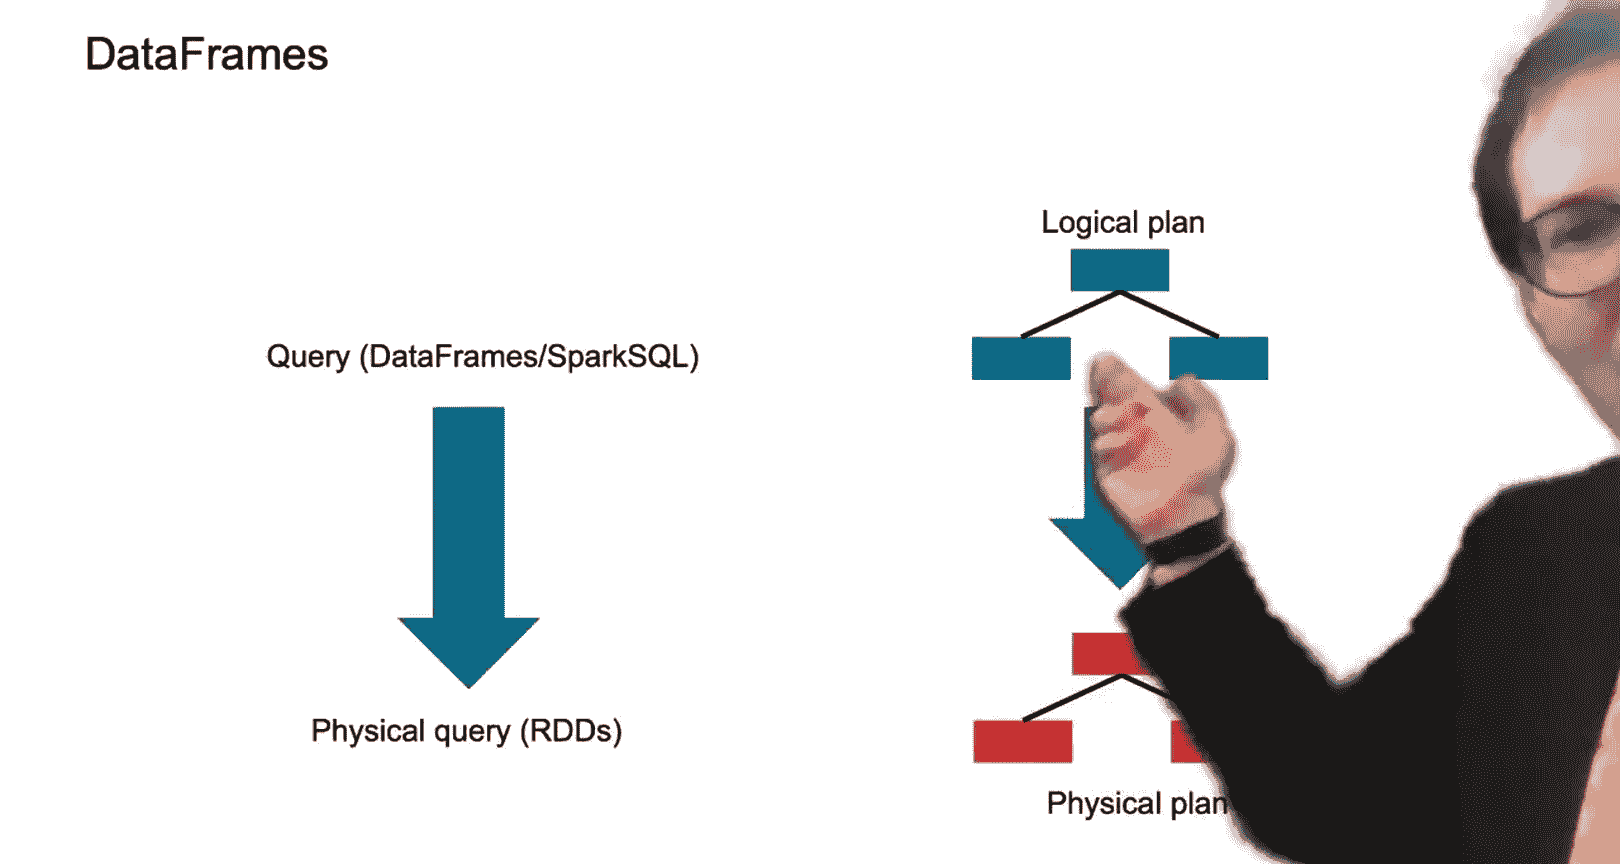 DataFrames
Logical plan
Query (DataFrames/SparkSQL)
Physical query (RDDs)
Physical plan